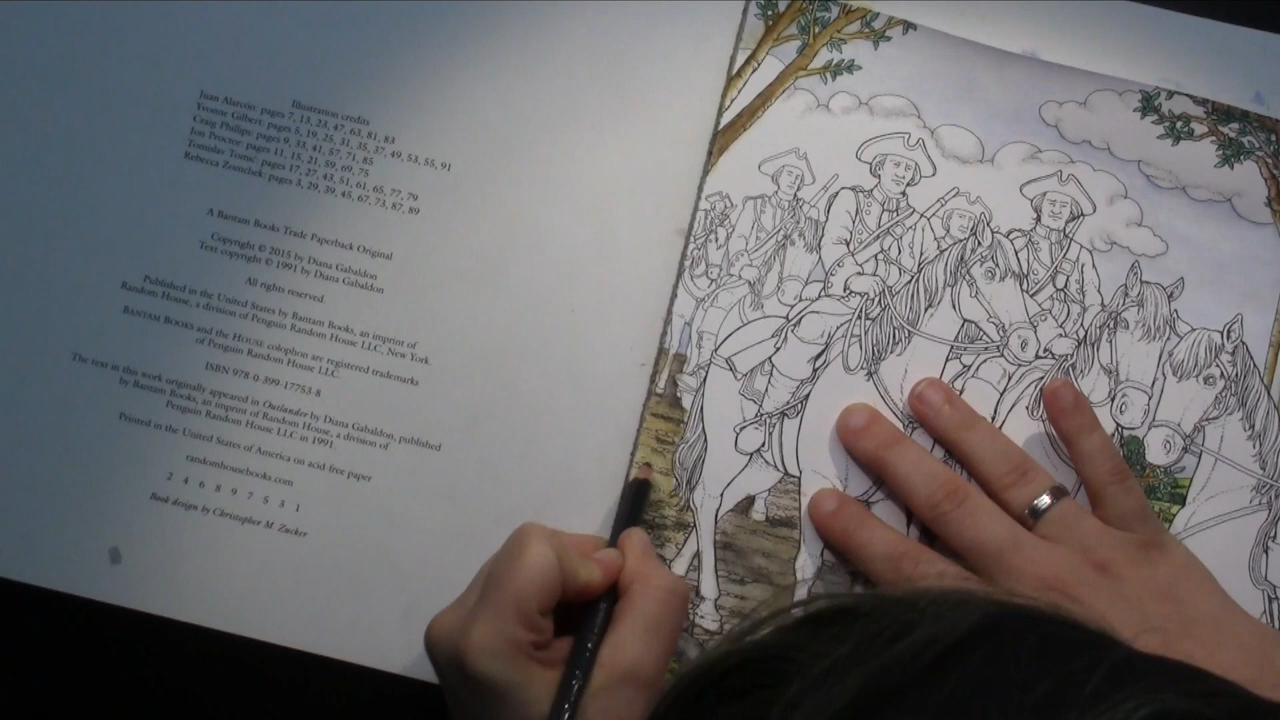 Illustration credits
Juan Alarcón: pages 7, 13, 23, 47, 63, 81, 83
Yvonne Gilbert: pages 5, 19, 25, 31, 35, 37, 49, 53, 55, 91
Craig Phillips: pages 9, 33, 41, 57, 71, 85
Jon Proctor: pages 11, 15, 21, 59, 69, 75
Tomislav Tomić: pages 17, 27, 43, 51, 61, 65, 77, 79
Rebecca Zomchek: pages 3, 29, 39, 45, 67, 73, 87, 89
A Bantam Books Trade Paperback Original
Copyright © 2015 by Diana Gabaldon
Text copyright © 1991 by Diana Gabaldon
All rights reserved.
Published in the United States by Bantam Books, an imprint of
Random House, a division of Penguin Random House LLC, New York.
BANTAM BOOKS and the HOUSE colophon are registered trademarks
of Penguin Random House LLC.
ISBN 978-0-399-17753-8
The text in this work originally appeared in Outlander by Diana Gabaldon, published
by Bantam Books, an imprint of Random House, a division of
Penguin Random House LLC in 1991.
Printed in the United States of America on acid-free paper
randomhousebooks.com
2 4 6 8 9 7 5 3 1
Book design by Christopher M. Zucker